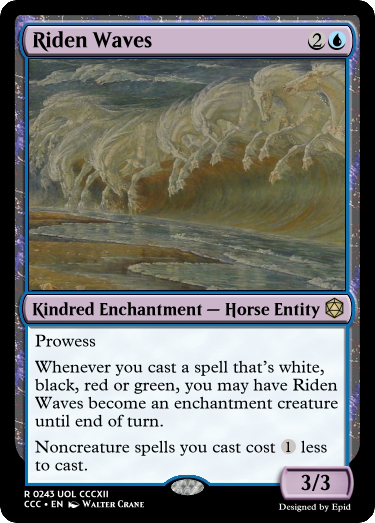 Riden Waves 2
Kindred Enchantment — Horse Entity
Prowess
Whenever you cast a spell that's white,
black, red or green, you may have Riden
Waves become an enchantment creature
until end of turn.
Noncreature spells you cast cost 1 less
to cast.
3/3
R 0243 UOL CCCXII
CCC • EN Walter Crane
Designed by Epid